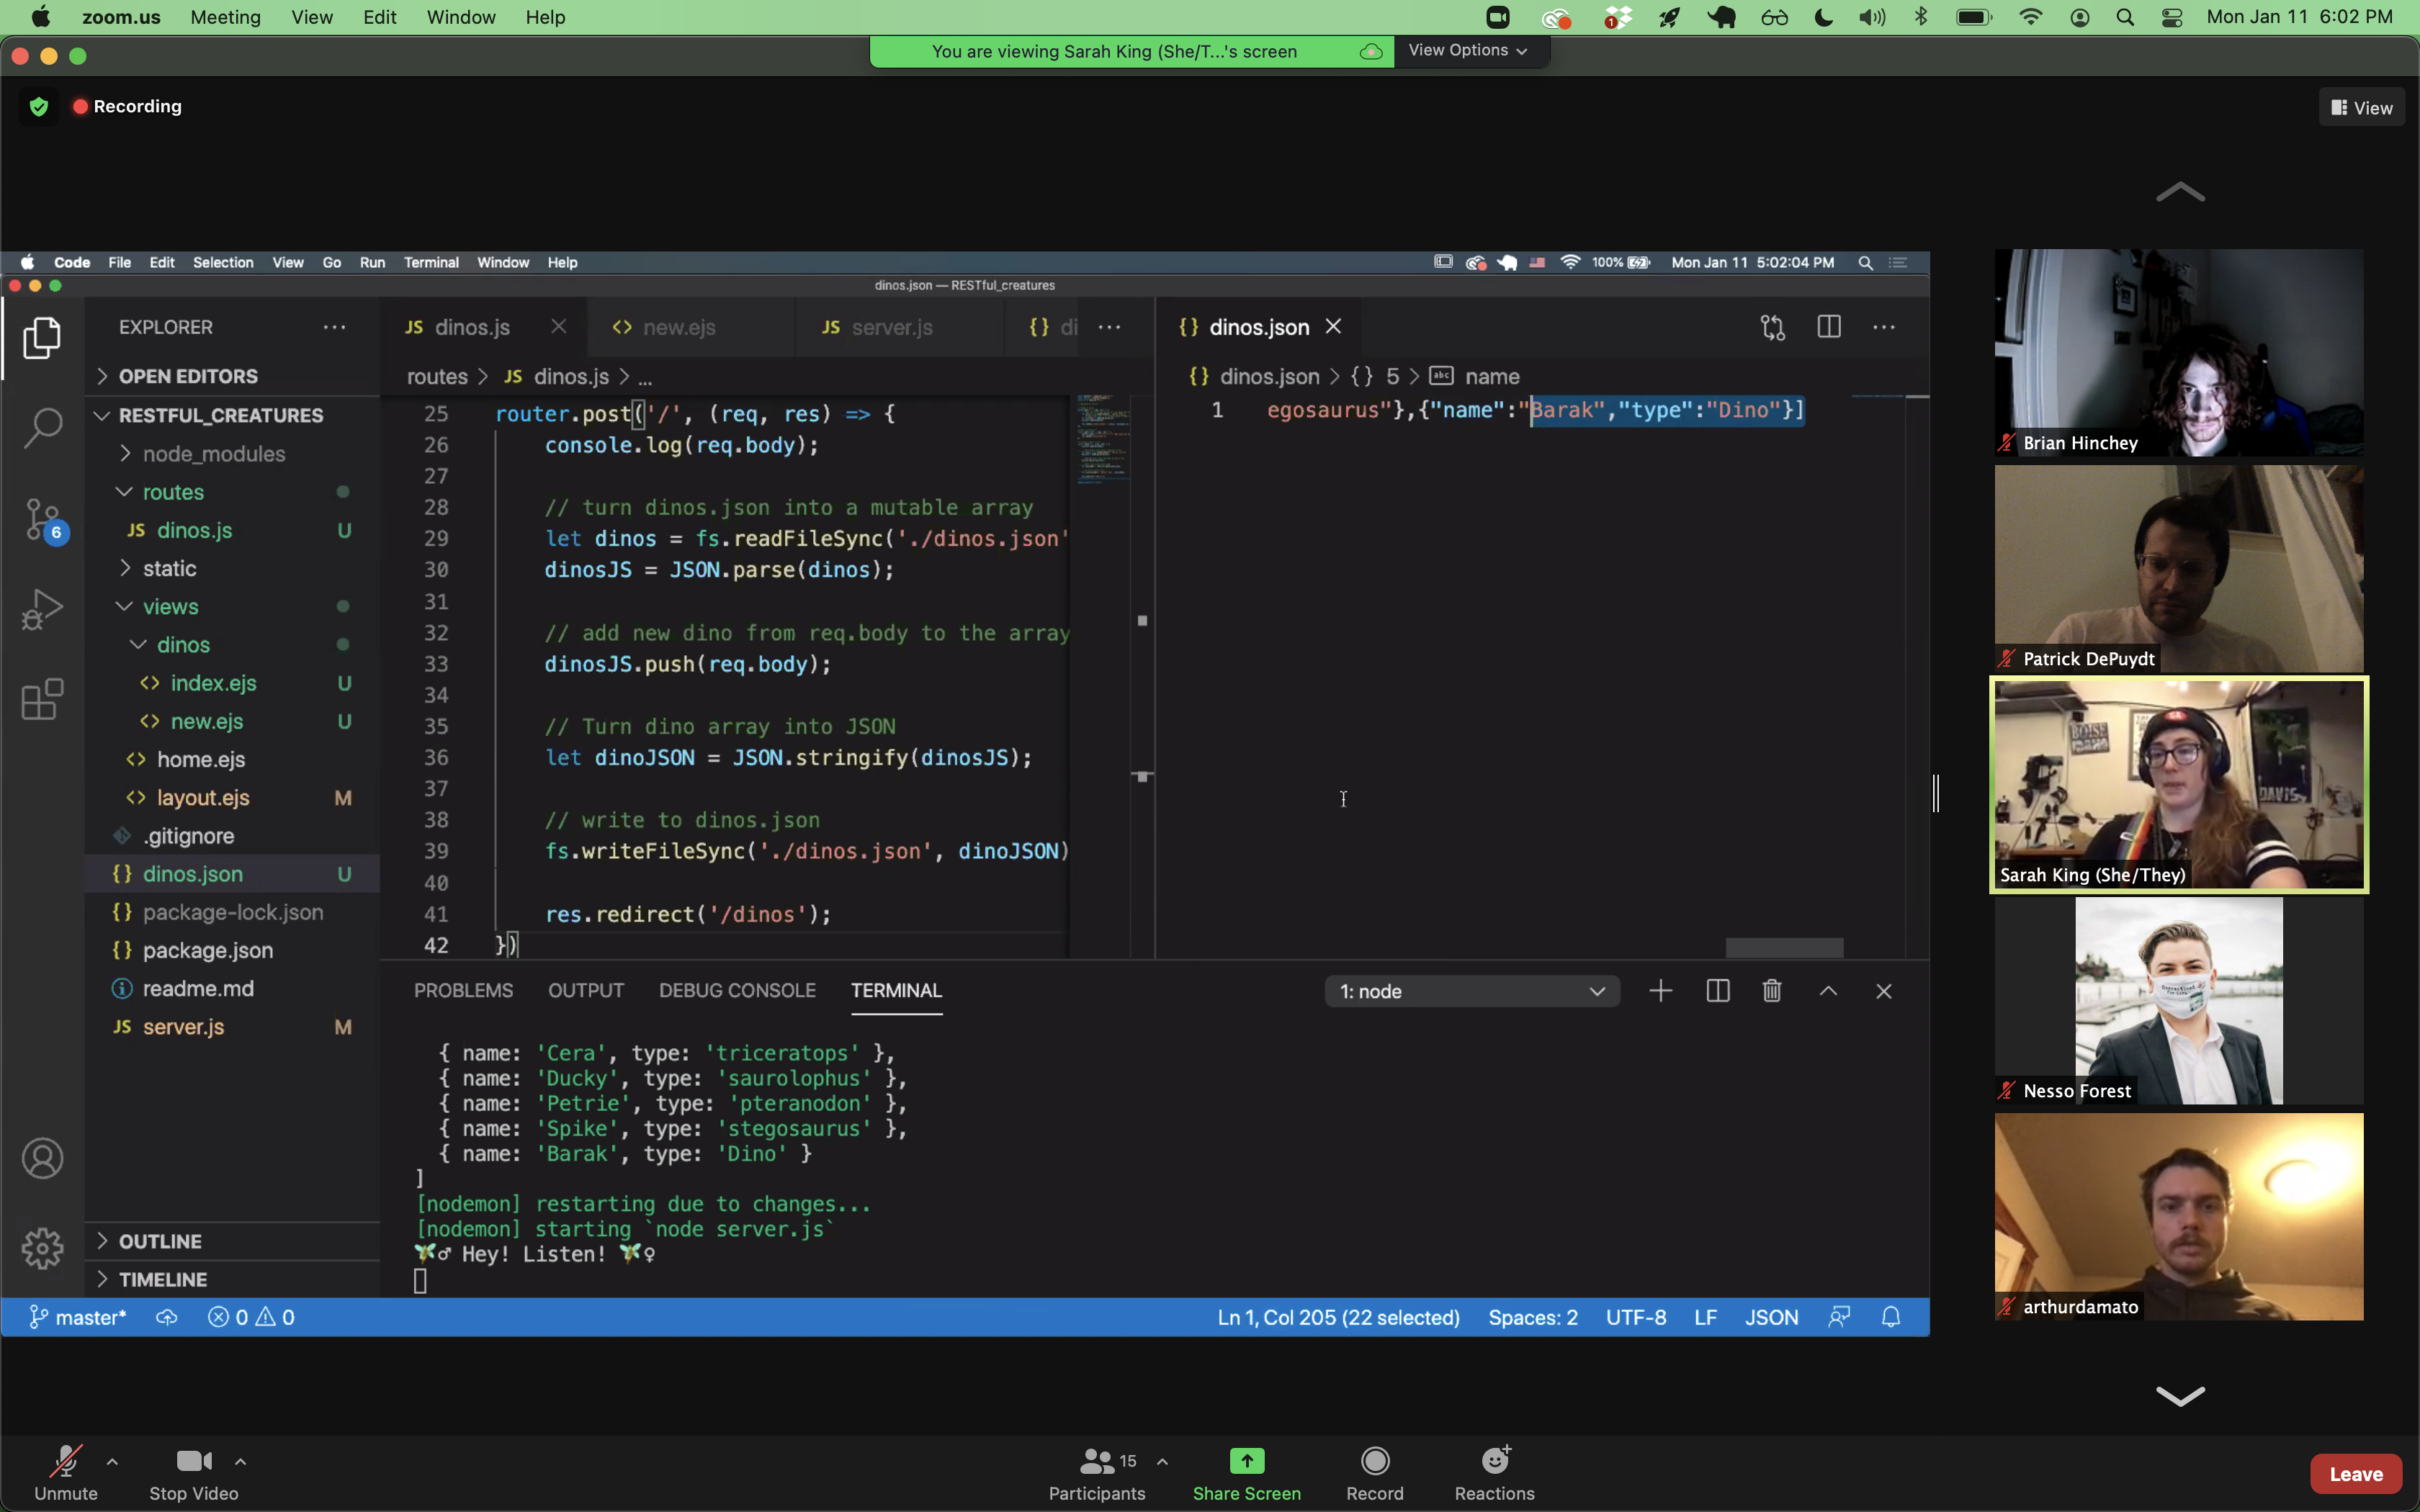 zoom.us Meeting View Edit Window Help
1
Mon Jan 11 6:02 PM
You are viewing Sarah King (She/T...'s screen
View Options
Recording
View
Code File Edit Selection View Go Run Terminal Window Help
100%
Mon Jan 11 5:02:04 PM
dinos.json — RESTful_creatures
EXPLORER
OPEN EDITORS
RESTFUL_CREATURES
node_modules
routes
JS dinos.js U
static
views
dinos
index.ejs U
new.ejs U
home.ejs
layout.ejs M
.gitignore
{} dinos.json U
{} package-lock.json
{} package.json
readme.md
JS server.js M
OUTLINE
TIMELINE
6
JS dinos.js
<> new.ejs
JS server.js
{} di ...
routes > JS dinos.js > ...
25 router.post('/', (req, res) => {
26 console.log(req.body);
27
28 // turn dinos.json into a mutable array
29 let dinos = fs.readFileSync('./dinos.json'
30 dinosJS = JSON.parse(dinos);
31
32 // add new dino from req.body to the array
33 dinosJS.push(req.body);
34
35 // Turn dino array into JSON
36 let dinoJSON = JSON.stringify(dinosJS);
37
38 // write to dinos.json
39 fs.writeFileSync('./dinos.json', dinoJSON)
40
41 res.redirect('/dinos');
42 })
{} dinos.json
{} dinos.json > {} 5 > abc name
1 egosaurus"},{"name":"Barak","type":"Dino"}]
PROBLEMS OUTPUT DEBUG CONSOLE TERMINAL
1: node
{ name: 'Cera', type: 'triceratops' },
{ name: 'Ducky', type: 'saurolophus' },
{ name: 'Petrie', type: 'pteranodon' },
{ name: 'Spike', type: 'stegosaurus' },
{ name: 'Barak', type: 'Dino' }
]
[nodemon] restarting due to changes...
[nodemon] starting `node server.js`
🧚♂ Hey! Listen! 🧚♀
master* 0 0
Ln 1, Col 205 (22 selected) Spaces: 2 UTF-8 LF JSON
Brian Hinchey
Patrick DePuydt
BOISE
IDAHO
DAVIS
Sarah King (She/They)
Nesso Forest
arthurdamato
Unmute
Stop Video
15
Participants
Share Screen
Record
Reactions
Leave